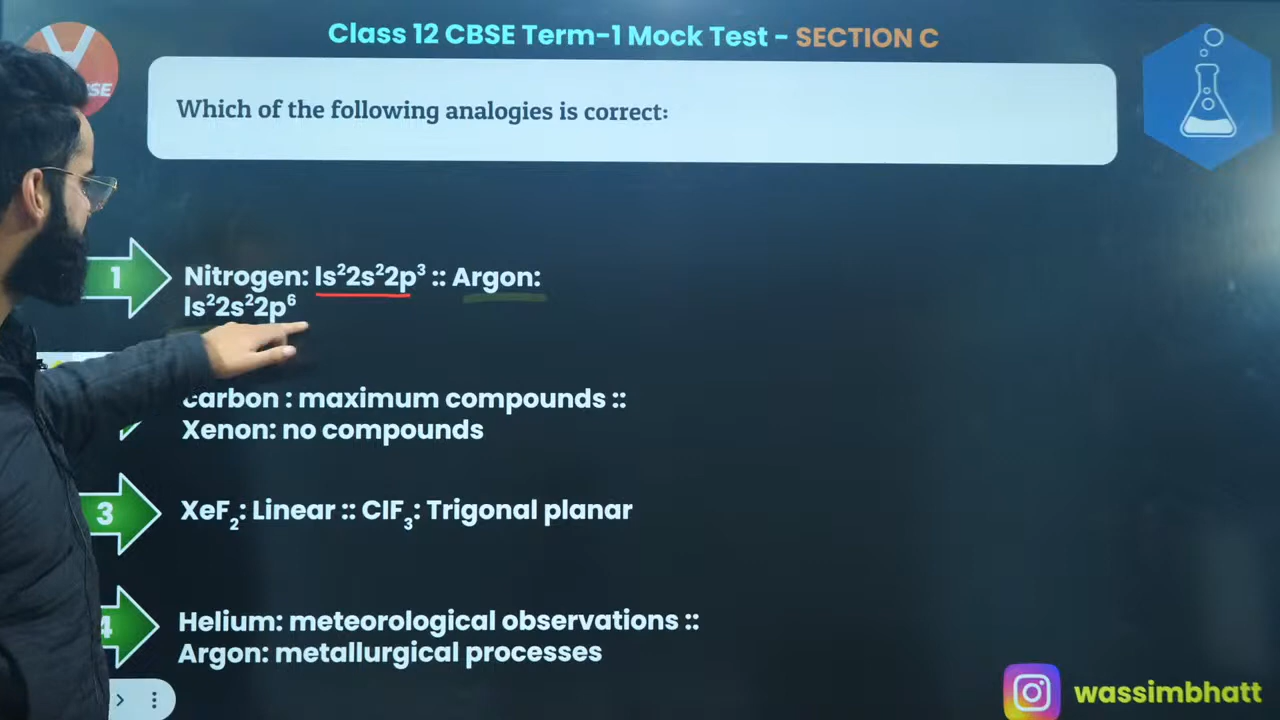 Class 12 CBSE Term-1 Mock Test - SECTION C
Which of the following analogies is correct:
1
Nitrogen: ls²2s²2p³ :: Argon:
ls²2s²2p⁶
carbon : maximum compounds ::
Xenon: no compounds
3
XeF₂: Linear :: ClF₃: Trigonal planar
4
Helium: meteorological observations ::
Argon: metallurgical processes
wassimbhatt